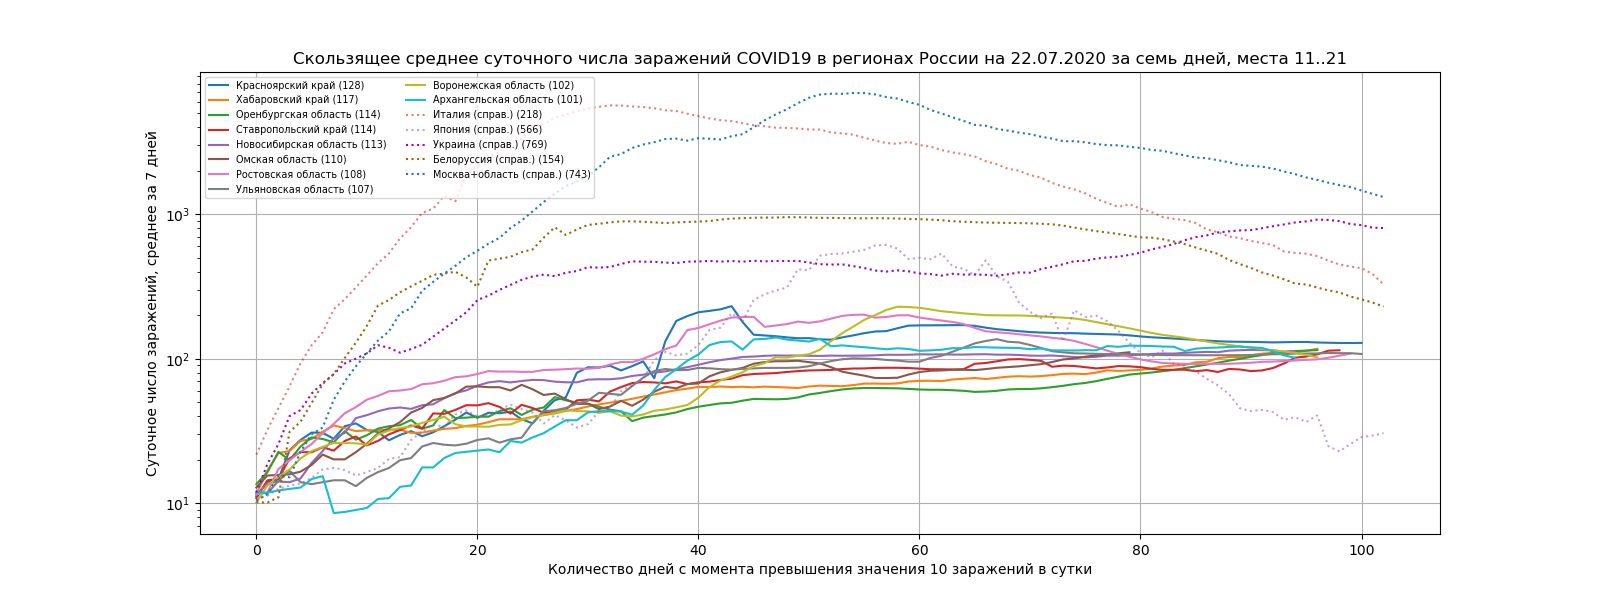 Скользящее среднее суточного числа заражений COVID19 в регионах России на 22.07.2020 за семь дней, места 11..21
Суточное число заражений, среднее за 7 дней
10³
10²
10¹
Красноярский край (128)
Хабаровский край (117)
Оренбургская область (114)
Ставропольский край (114)
Новосибирская область (113)
Омская область (110)
Ростовская область (108)
Ульяновская область (107)
Воронежская область (102)
Архангельская область (101)
Италия (справ.) (218)
Япония (справ.) (566)
Украина (справ.) (769)
Белоруссия (справ.) (154)
Москва+область (справ.) (743)
0 20 40 60 80 100
Количество дней с момента превышения значения 10 заражений в сутки